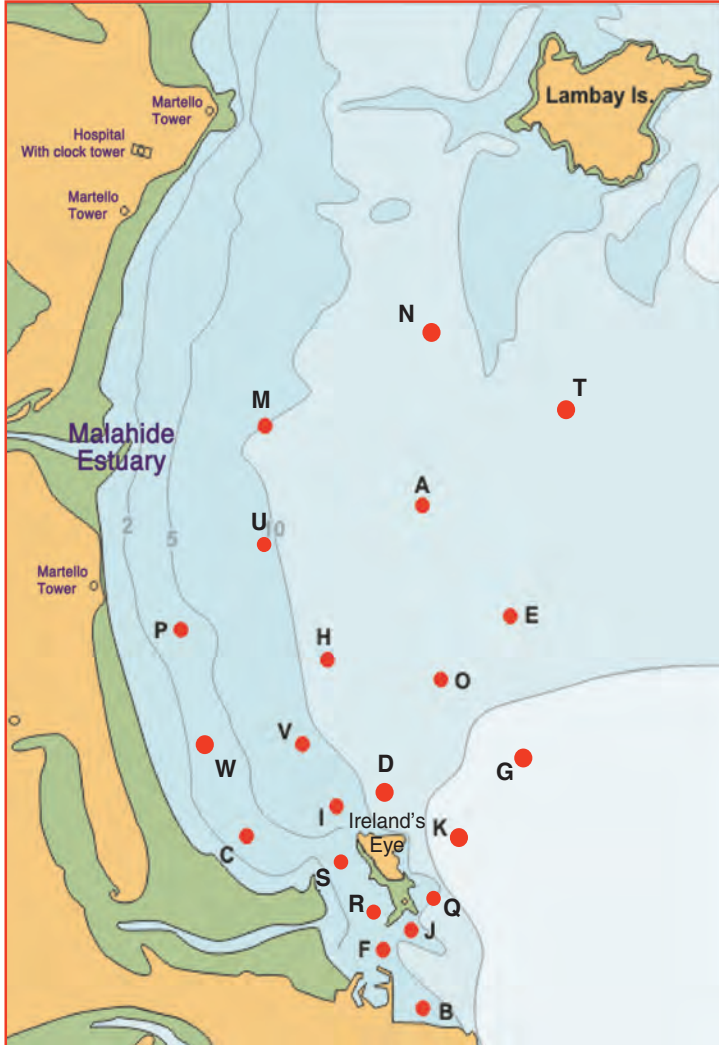 Martello
Tower
Lambay Is.
Hospital
With clock tower
Martello
Tower
N
T
M
Malahide
Estuary
A
U
10
2
5
Martello
Tower
E
P
H
O
V
W
D
G
I
Ireland's
Eye
K
C
S
Q
R
J
F
B